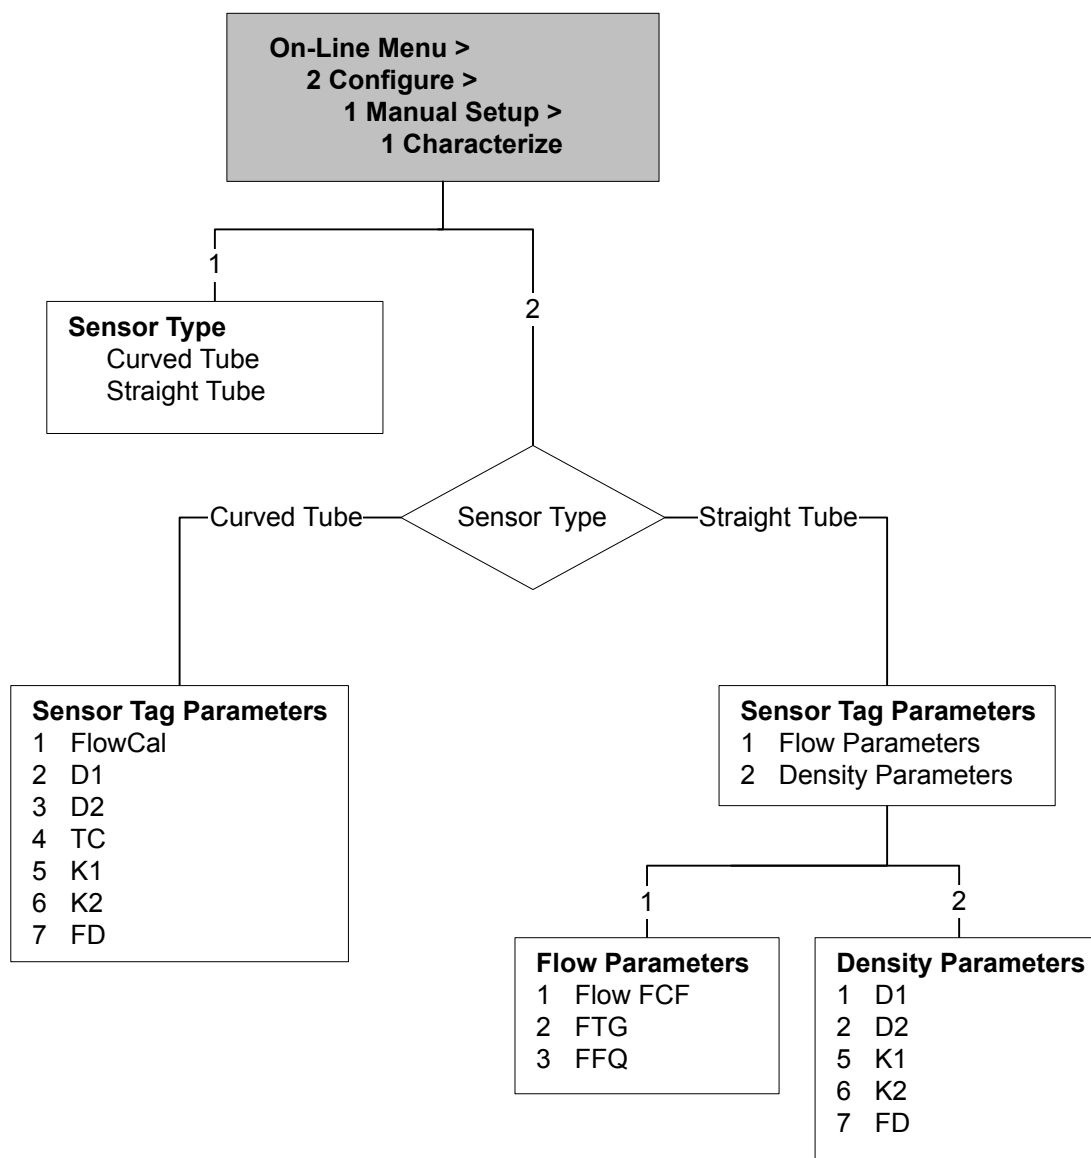 On-Line Menu >
2 Configure >
1 Manual Setup >
1 Characterize
1
2
Sensor Type
Curved Tube
Straight Tube
Curved Tube
Sensor Type
Straight Tube
Sensor Tag Parameters
1 FlowCal
2 D1
3 D2
4 TC
5 K1
6 K2
7 FD
Sensor Tag Parameters
1 Flow Parameters
2 Density Parameters
1
2
Flow Parameters
1 Flow FCF
2 FTG
3 FFQ
Density Parameters
1 D1
2 D2
5 K1
6 K2
7 FD